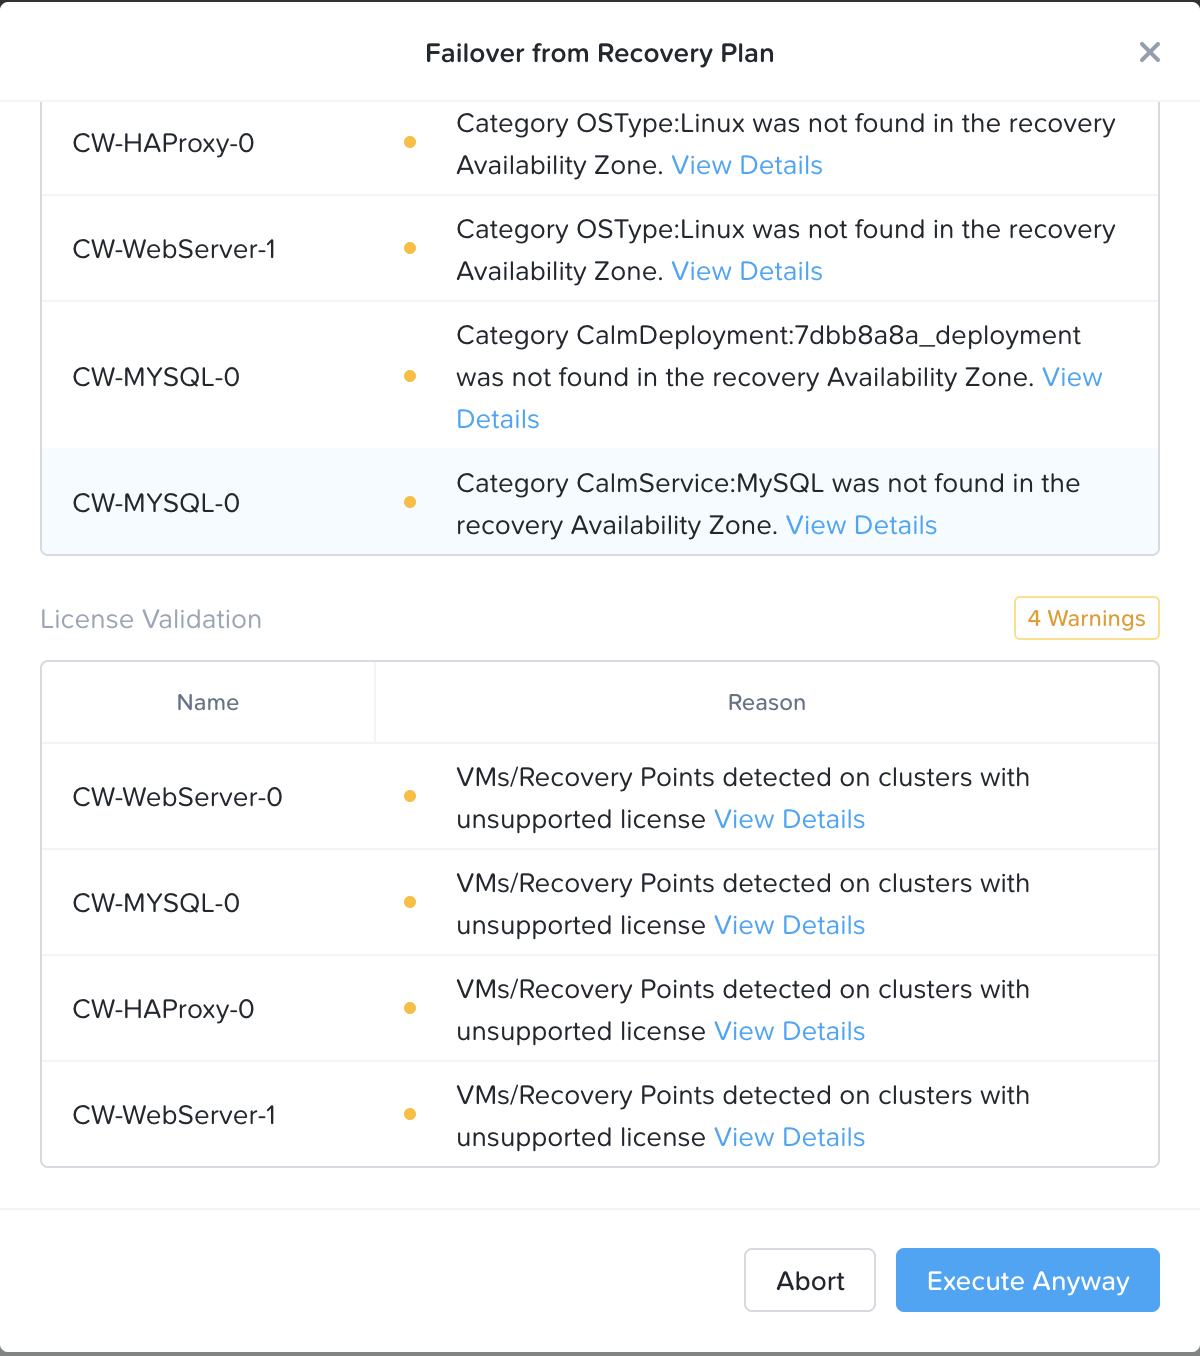 Failover from Recovery Plan
CW-HAProxy-0
Category OSType:Linux was not found in the recovery
Availability Zone. View Details
CW-WebServer-1
Category OSType:Linux was not found in the recovery
Availability Zone. View Details
CW-MYSQL-0
Category CalmDeployment:7dbb8a8a_deployment
was not found in the recovery Availability Zone. View
Details
CW-MYSQL-0
Category CalmService:MySQL was not found in the
recovery Availability Zone. View Details
License Validation
4 Warnings
Name
Reason
CW-WebServer-0
VMs/Recovery Points detected on clusters with
unsupported license View Details
CW-MYSQL-0
VMs/Recovery Points detected on clusters with
unsupported license View Details
CW-HAProxy-0
VMs/Recovery Points detected on clusters with
unsupported license View Details
CW-WebServer-1
VMs/Recovery Points detected on clusters with
unsupported license View Details
Abort
Execute Anyway